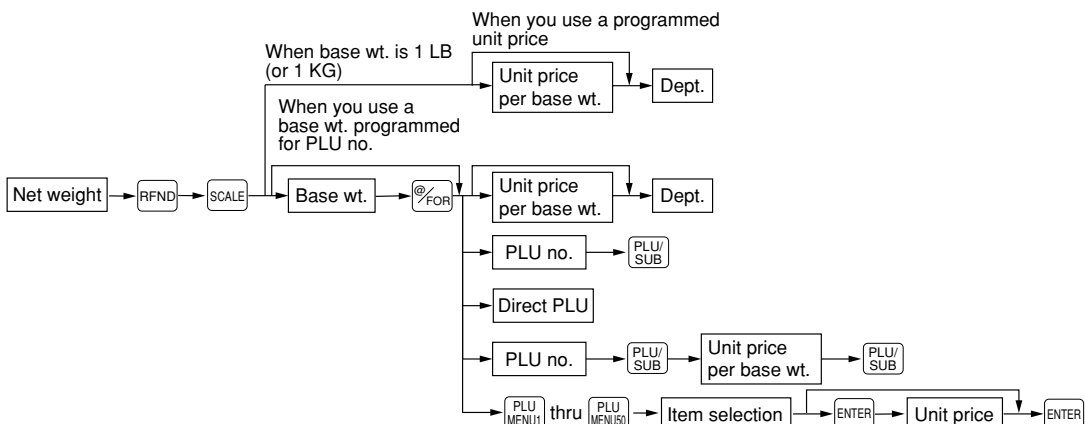 When you use a programmed
unit price
When base wt. is 1 LB
(or 1 KG)
Unit price
per base wt.
Dept.
When you use a
base wt. programmed
for PLU no.
Net weight
RFND
SCALE
Base wt.
@/FOR
Unit price
per base wt.
Dept.
PLU no.
PLU/
SUB
Direct PLU
PLU no.
PLU/
SUB
Unit price
per base wt.
PLU/
SUB
PLU
MENU1
thru
PLU
MENU50
Item selection
ENTER
Unit price
ENTER